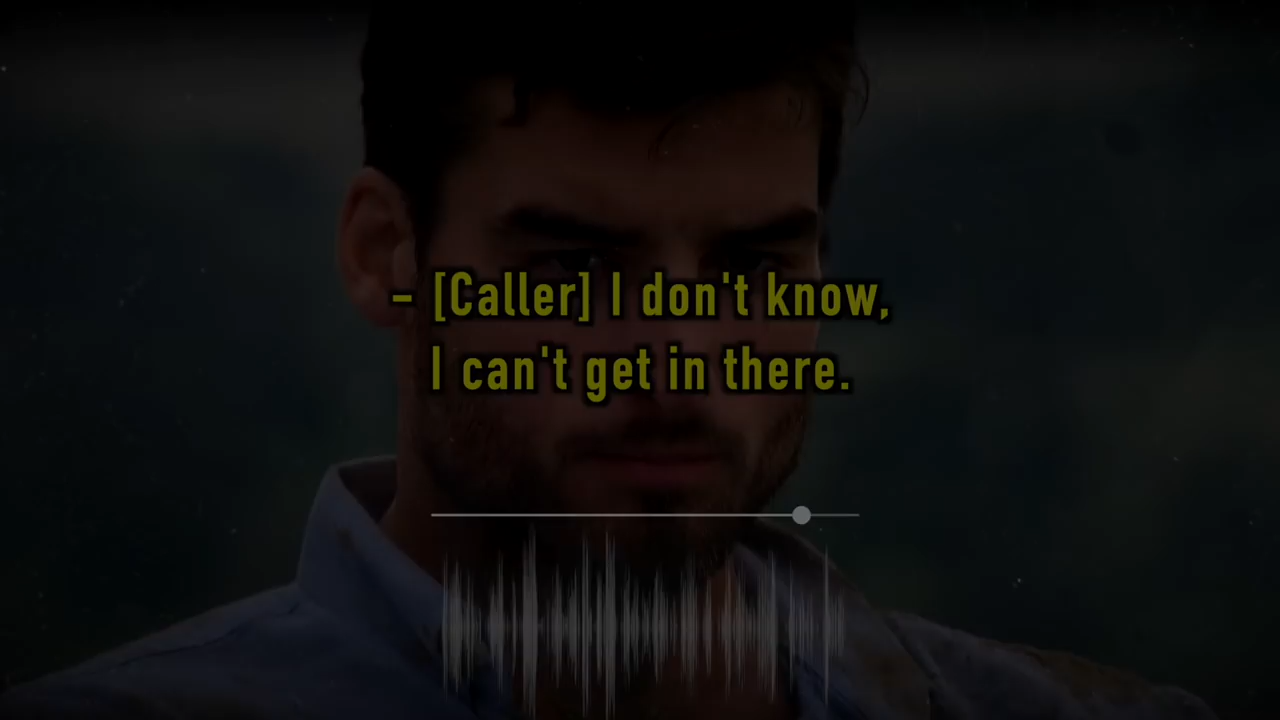 - [Caller] I don't know,
I can't get in there.